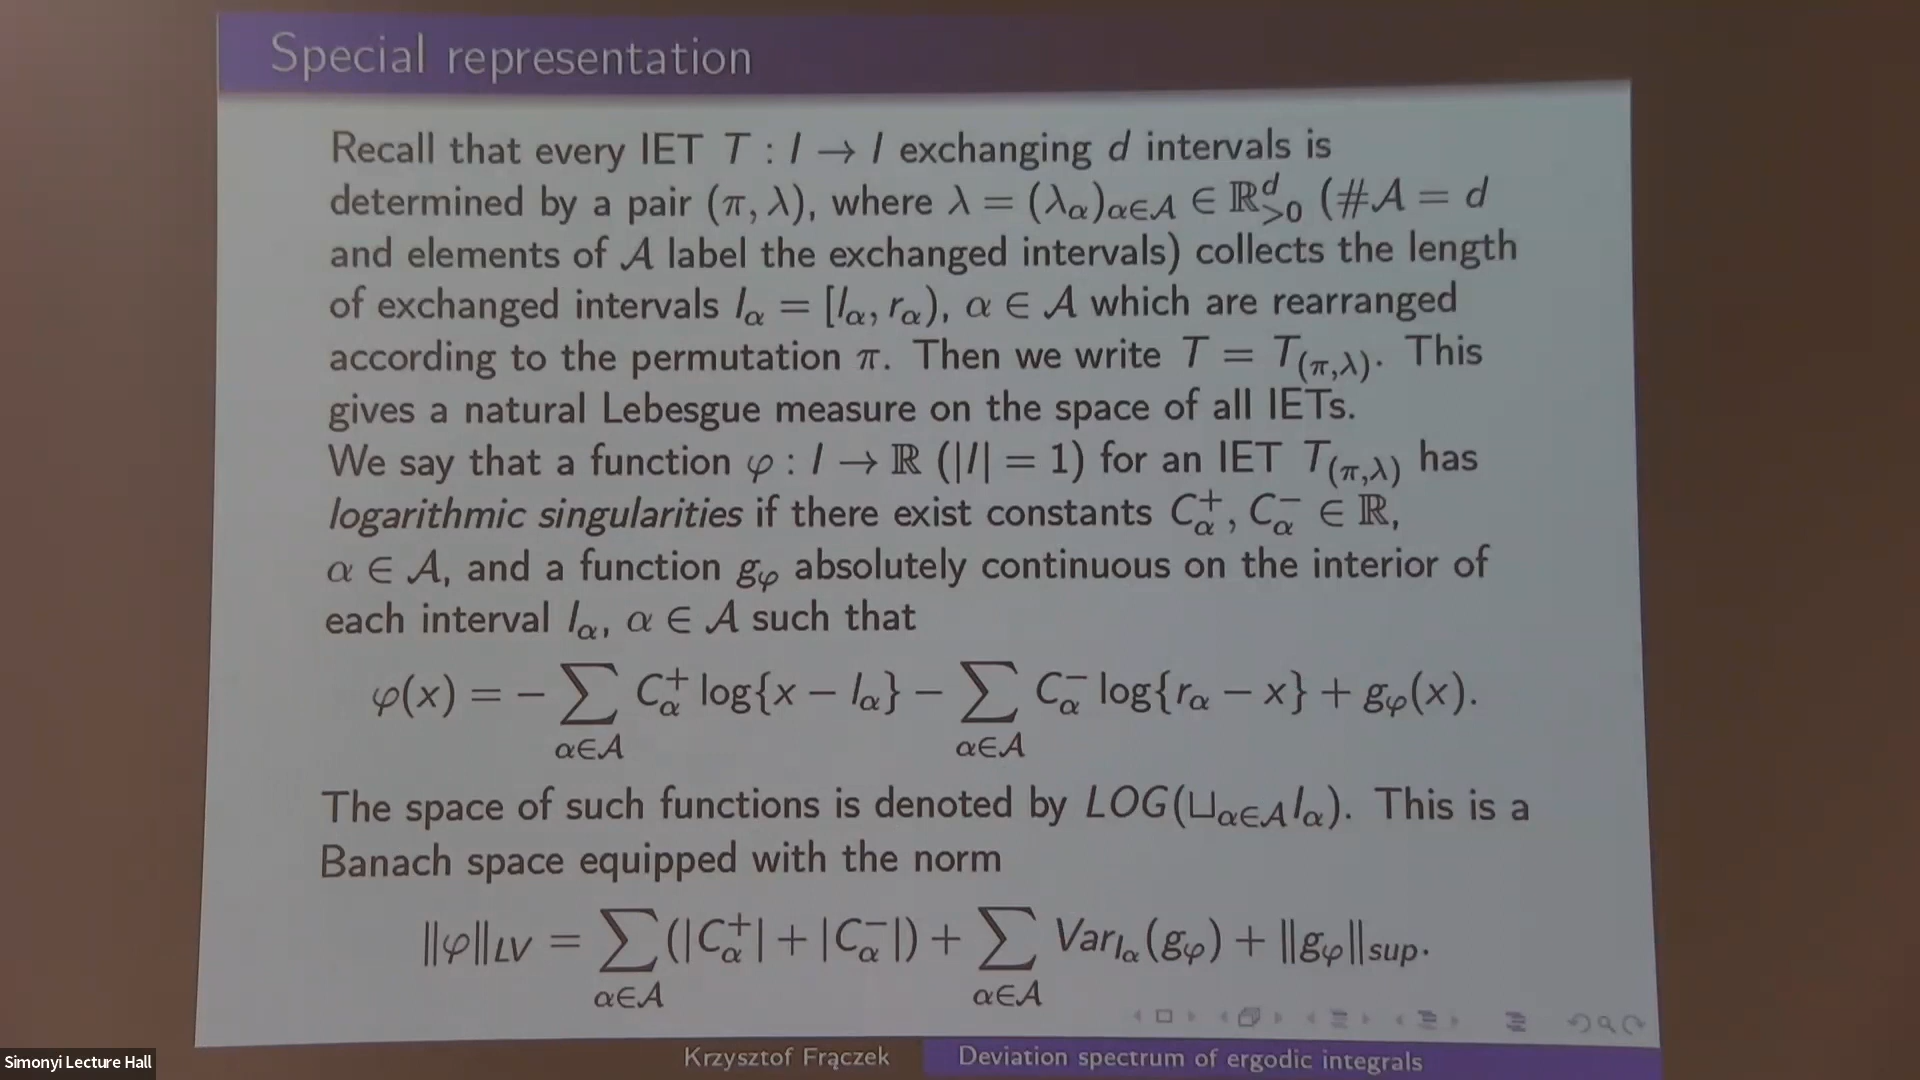 Special representation
Recall that every IET T : I → I exchanging d intervals is
determined by a pair (π, λ), where λ = (λ_α)_{α∈𝒜} ∈ ℝ^d_{>0} (#𝒜 = d
and elements of 𝒜 label the exchanged intervals) collects the length
of exchanged intervals I_α = [l_α, r_α), α ∈ 𝒜 which are rearranged
according to the permutation π. Then we write T = T_{(π,λ)}. This
gives a natural Lebesgue measure on the space of all IETs.
We say that a function φ : I → ℝ (|I| = 1) for an IET T_{(π,λ)} has
logarithmic singularities if there exist constants C_α^+, C_α^- ∈ ℝ,
α ∈ 𝒜, and a function g_φ absolutely continuous on the interior of
each interval I_α, α ∈ 𝒜 such that
φ(x) = − ∑_{α∈𝒜} C_α^+ log{x − l_α} − ∑_{α∈𝒜} C_α^- log{r_α − x} + g_φ(x).
The space of such functions is denoted by LOG(⊔_{α∈𝒜} I_α). This is a
Banach space equipped with the norm
‖φ‖_{LV} = ∑_{α∈𝒜} (|C_α^+| + |C_α^-|) + ∑_{α∈𝒜} Var_{I_α}(g_φ) + ‖g_φ‖_{sup}.
Krzysztof Frączek Deviation spectrum of ergodic integrals
Simonyi Lecture Hall